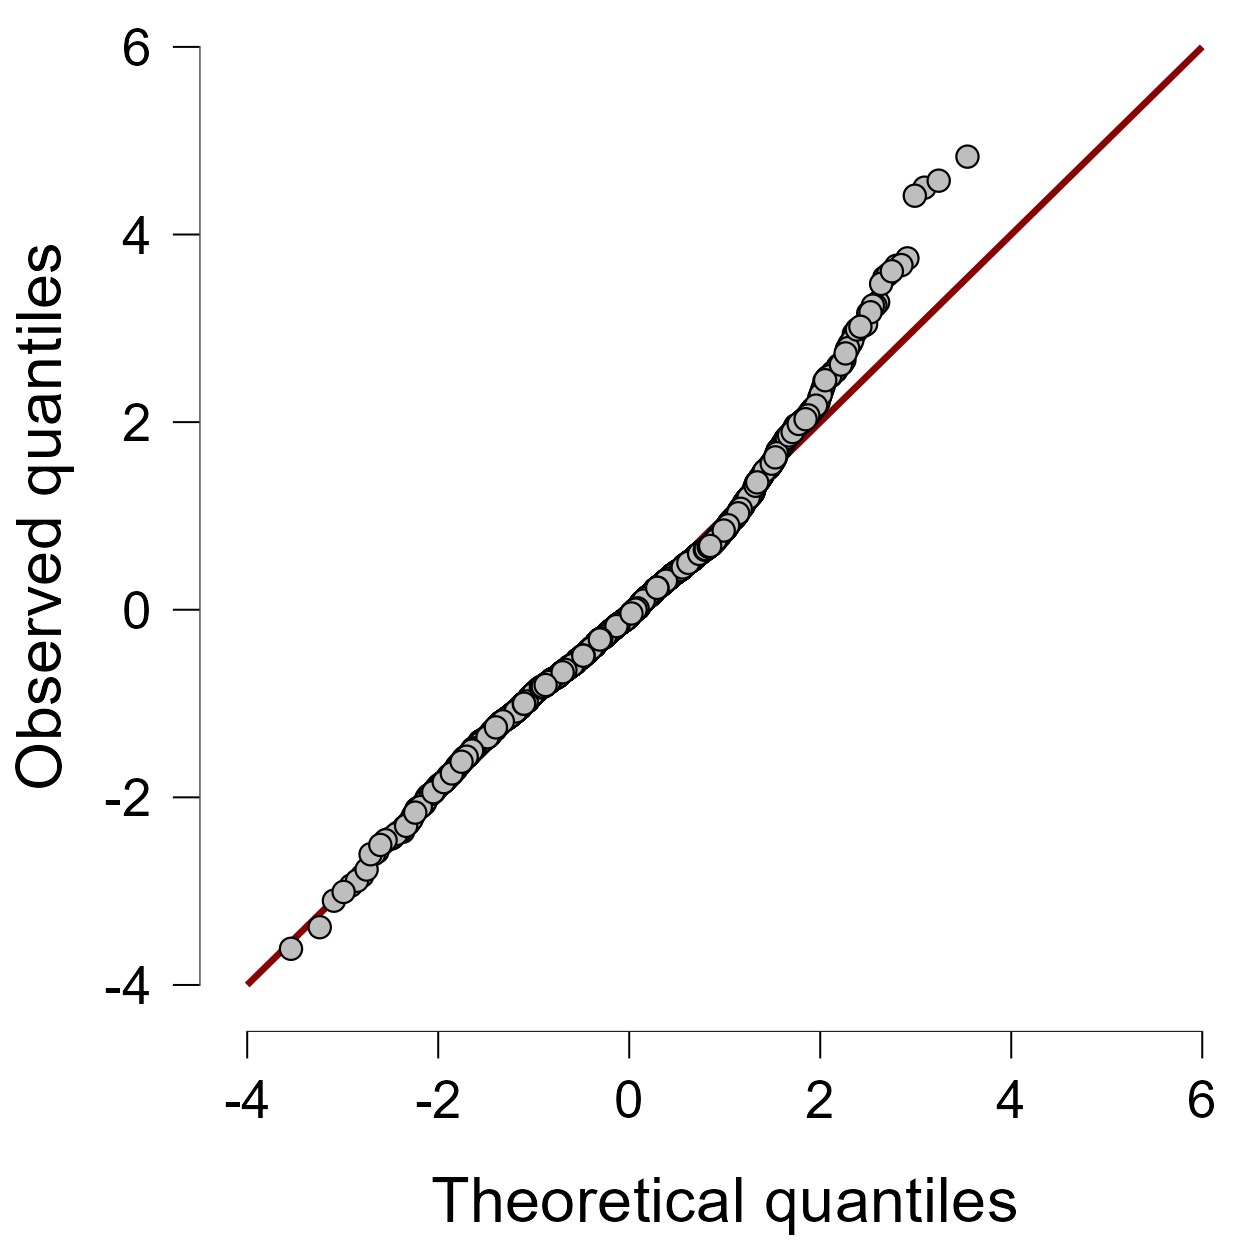 6
4
2
0
-2
-4
Observed quantiles
-4 -2 0 2 4 6
Theoretical quantiles